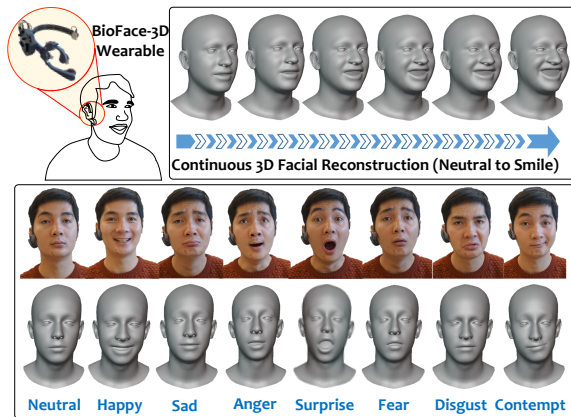 BioFace-3D
Wearable
Continuous 3D Facial Reconstruction (Neutral to Smile)
Neutral Happy Sad Anger Surprise Fear Disgust Contempt